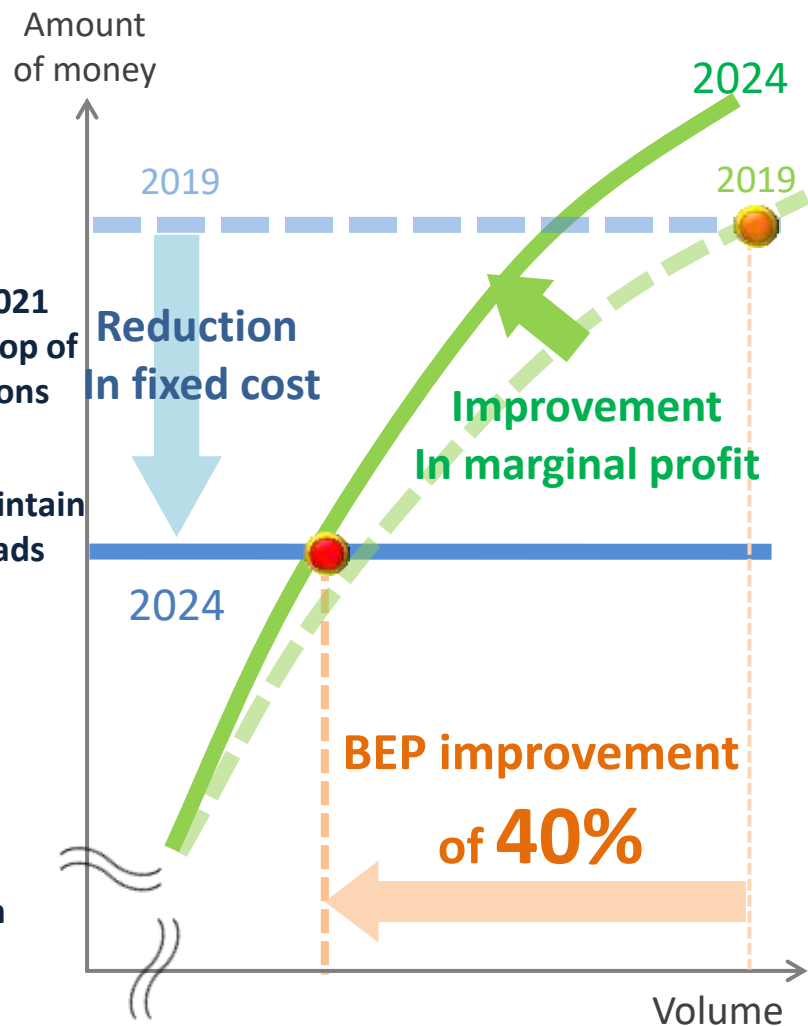 Amount
of money
2024
2019
2019
021
op of
Reduction
ons
In fixed cost
Improvement
In marginal profit
intain
ads
2024
BEP improvement
of 40%
n
Volume